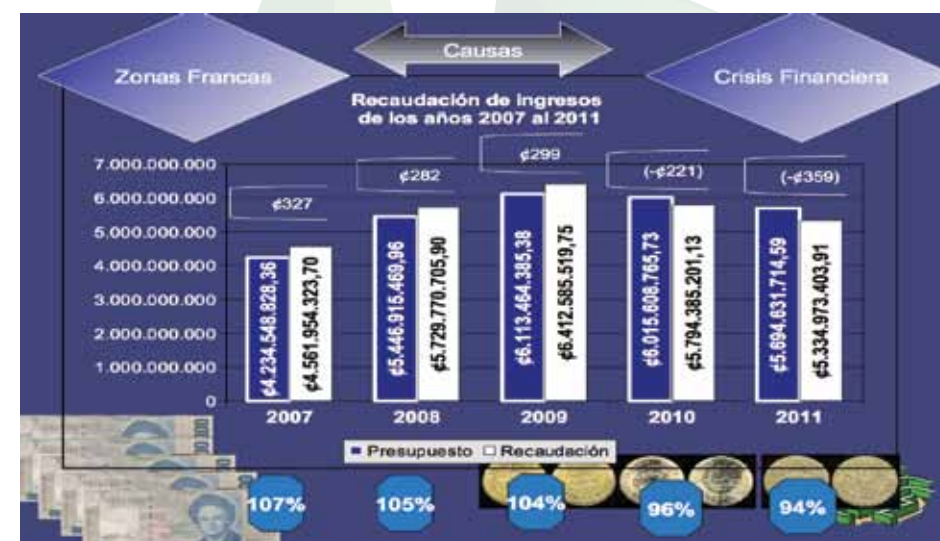 Zonas Francas
Causas
Crisis Financiera
Recaudación de Ingresos
de los años 2007 al 2011
7.000.000.000
6.000.000.000
5.000.000.000
4.000.000.000
3.000.000.000
2.000.000.000
1.000.000.000
0
¢327
¢282
¢299
(-¢221)
(-¢359)
¢4.234.548.828,36
¢4.561.954.323,70
¢5.446.915.469,96
¢5.729.770.705,90
¢6.113.464.385,38
¢6.412.585.519,75
¢6.015.608.765,73
¢5.794.385.201,13
¢5.694.631.714,59
¢5.334.973.403,91
2007 2008 2009 2010 2011
Presupuesto Recaudación
107% 105% 104% 96% 94%